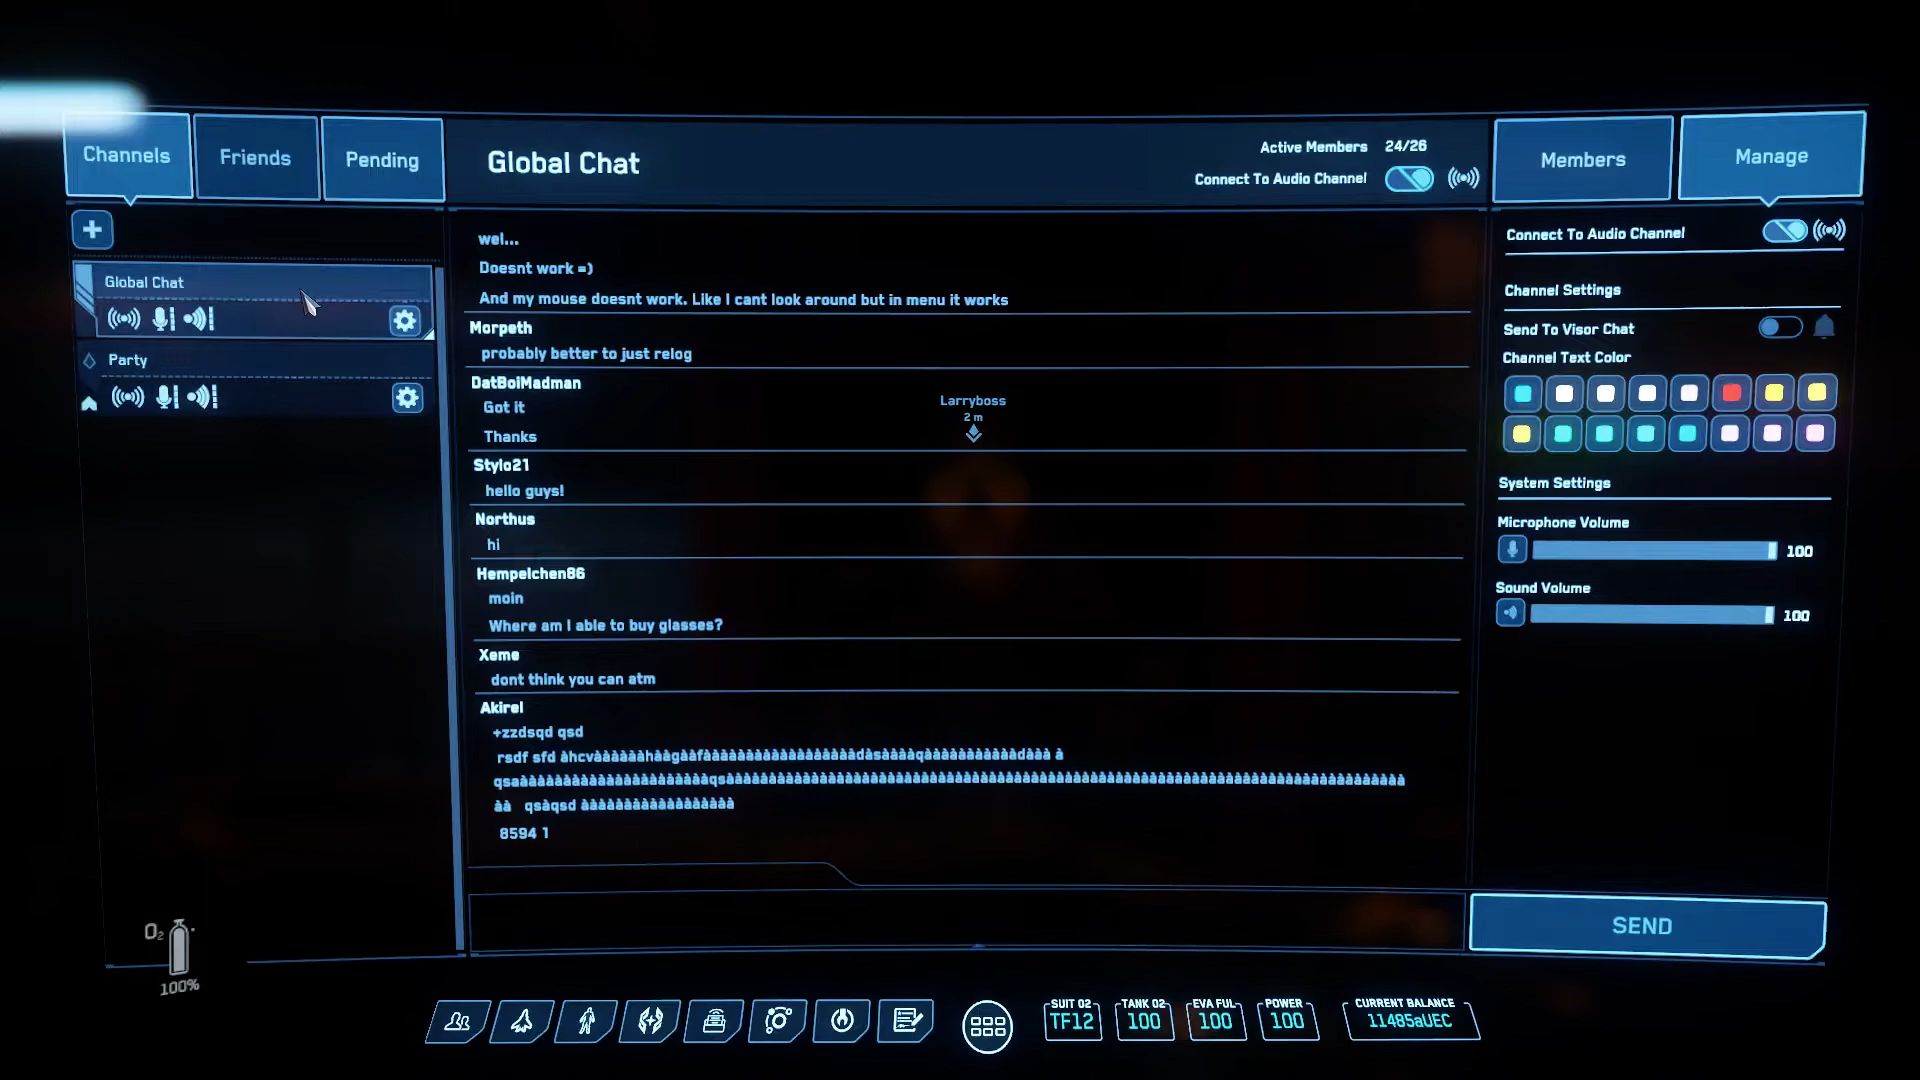 Channels
Friends
Pending
Global Chat
Active Members 24/26
Connect To Audio Channel
Members
Manage
+
Global Chat
Party
wel...
Doesnt work =)
And my mouse doesnt work. Like I cant look around but in menu it works
Morpeth
probably better to just relog
DatBoiMadman
Got it
Thanks
Stylo21
hello guys!
Northus
hi
Hempelchen86
moin
Where am I able to buy glasses?
Xeme
dont think you can atm
Akirel
+zzdsqd qsd
8594 1
Larryboss
2 m
Connect To Audio Channel
Channel Settings
Send To Visor Chat
Channel Text Color
System Settings
Microphone Volume
100
Sound Volume
100
SEND
O₂
100%
SUIT 02
TF12
TANK 02
100
EVA FUL
100
POWER
100
CURRENT BALANCE
11485aUEC